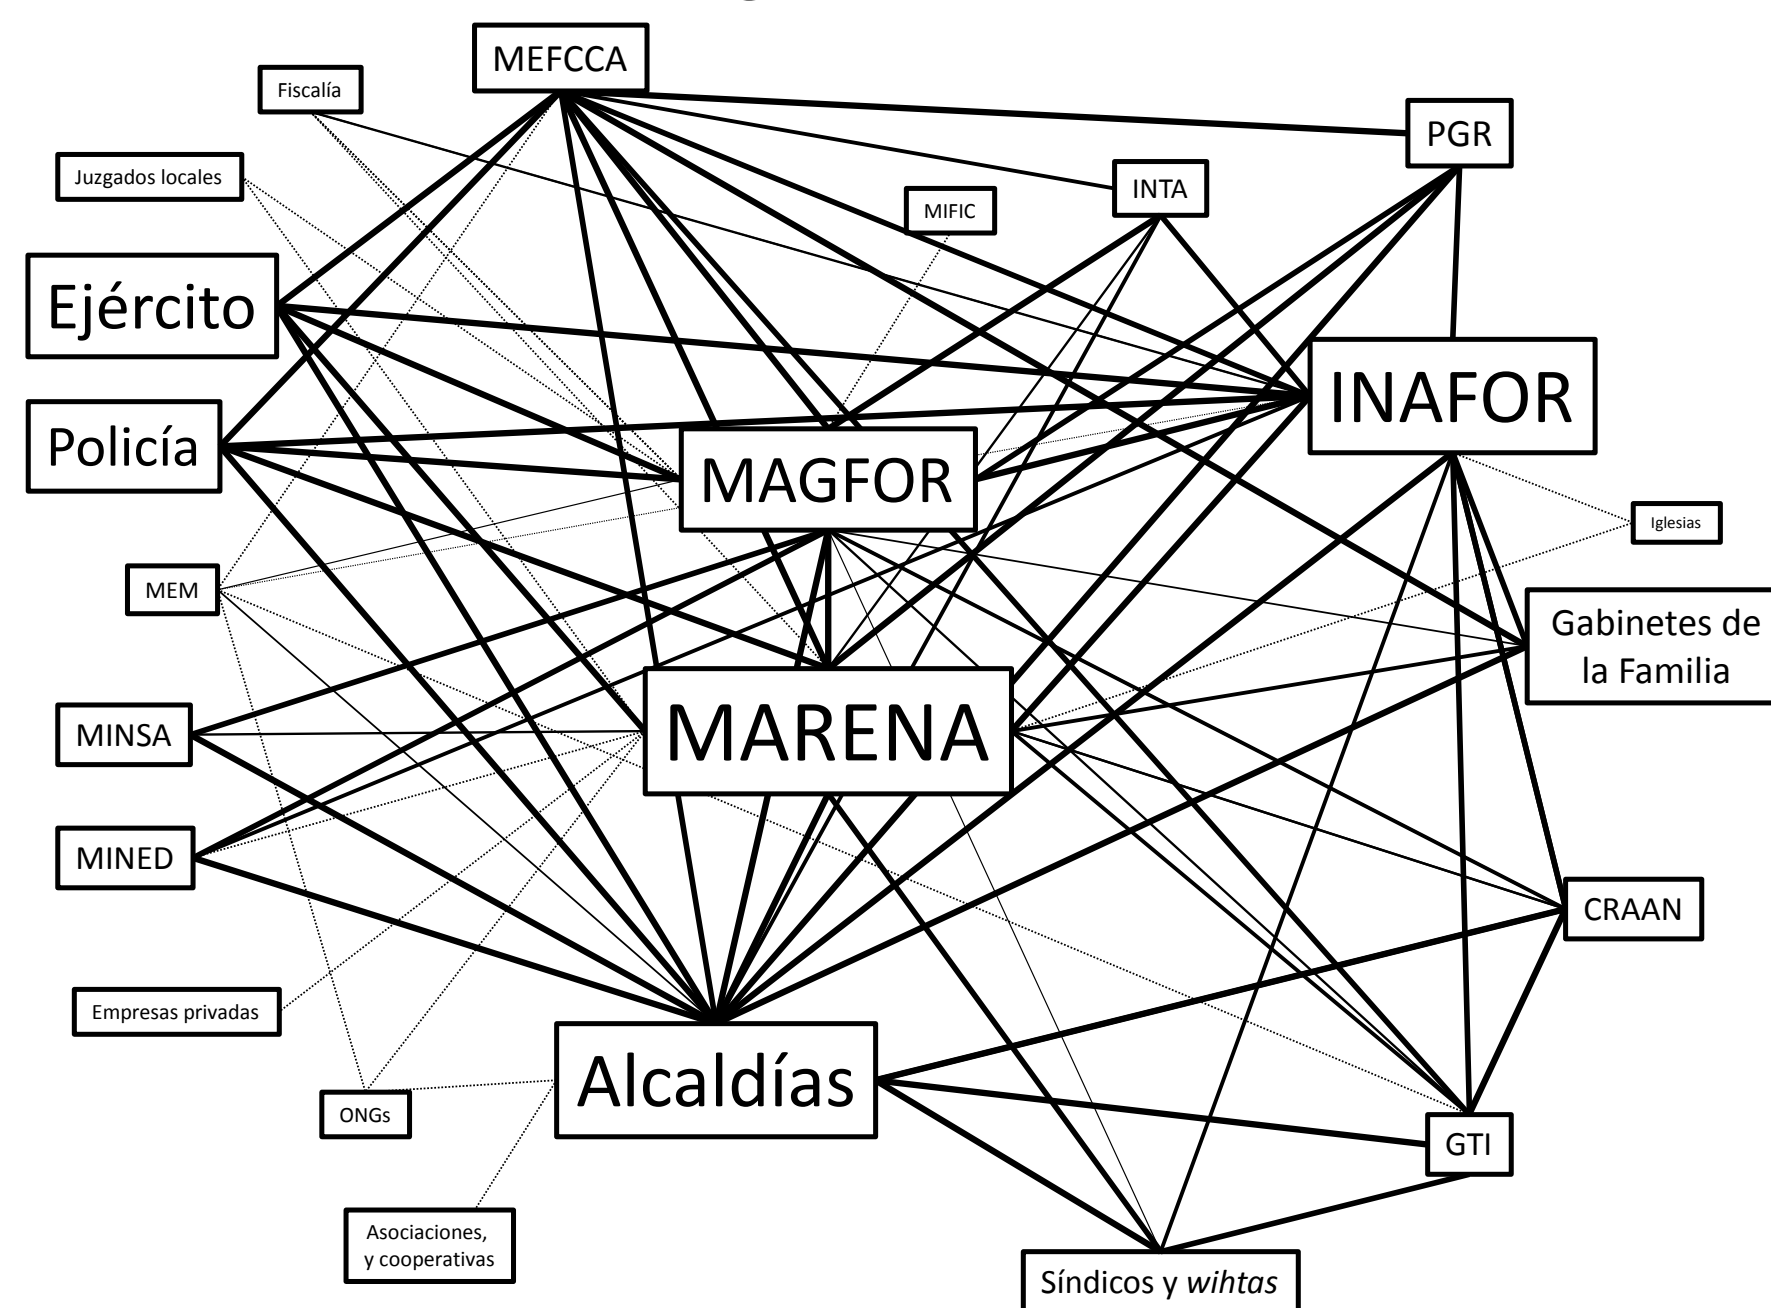 MEFCCA
Fiscalía
PGR
Juzgados locales
INTA
MIFIC
Ejército
INAFOR
Policía
MAGFOR
Iglesias
MEM
Gabinetes de
la Familia
MINSA
MARENA
MINED
CRAAN
Empresas privadas
Alcaldías
ONGs
GTI
Asociaciones,
y cooperativas
Síndicos y wihtas